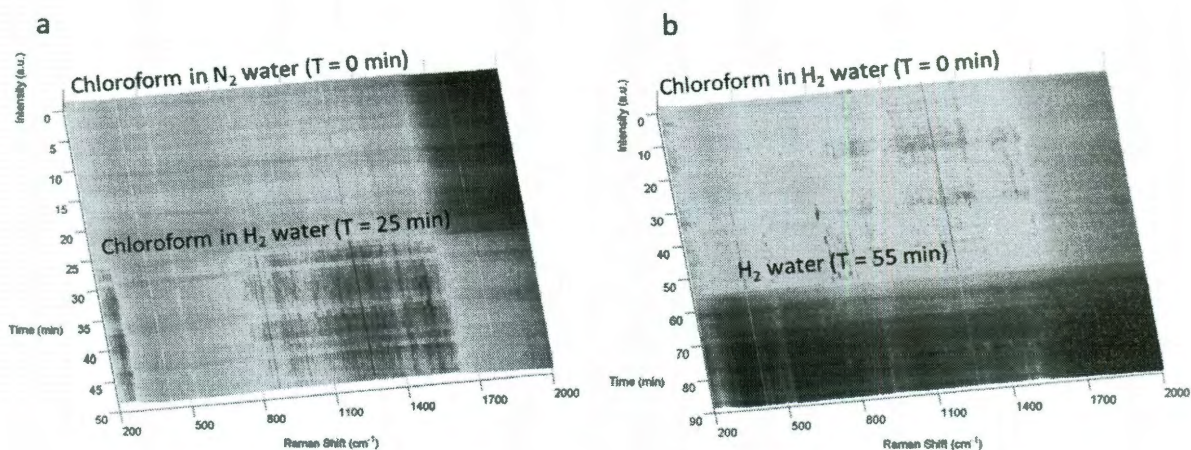 a
Chloroform in N₂ water (T = 0 min)
Intensity (a.u.)
0
5
10
15
20
Chloroform in H₂ water (T = 25 min)
25
30
Time (min) 35
40
45
50 200 500 800 1100 1400 1700 2000
Raman Shift (cm⁻¹)
b
Chloroform in H₂ water (T = 0 min)
Intensity (a.u.)
0
10
20
30
40
H₂ water (T = 55 min)
50
60
70
Time (min) 80
90 200 500 800 1100 1400 1700 2000
Raman Shift (cm⁻¹)